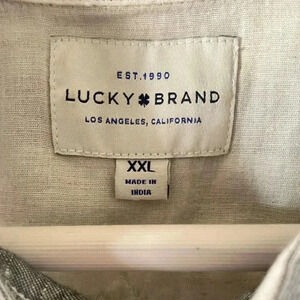 EST.1990
LUCKY BRAND
LOS ANGELES, CALIFORNIA
XXL
MADE IN
INDIA